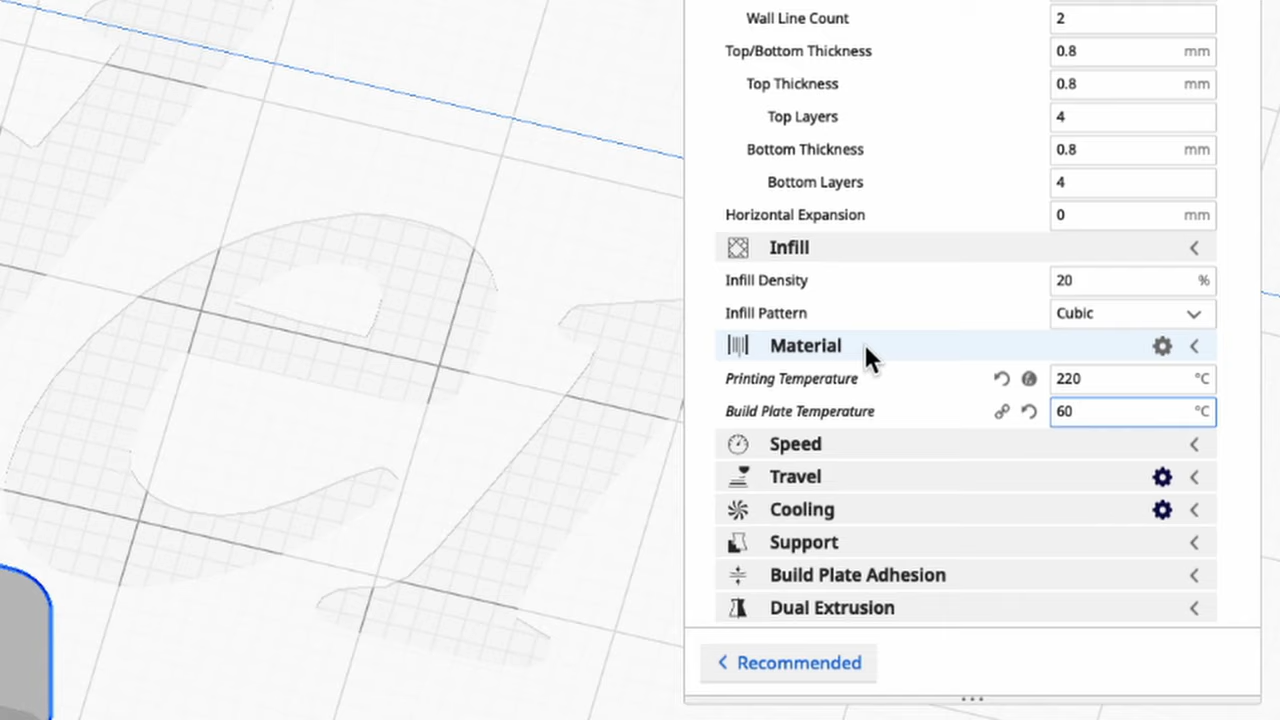 Wall Line Count 2
Top/Bottom Thickness 0.8 mm
Top Thickness 0.8 mm
Top Layers 4
Bottom Thickness 0.8 mm
Bottom Layers 4
Horizontal Expansion 0 mm
Infill
Infill Density 20 %
Infill Pattern Cubic
Material
Printing Temperature 220 °C
Build Plate Temperature 60 °C
Speed
Travel
Cooling
Support
Build Plate Adhesion
Dual Extrusion
Recommended